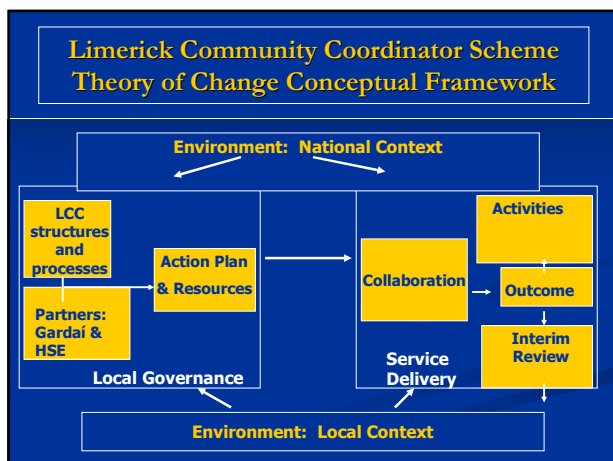 Limerick Community Coordinator Scheme
Theory of Change Conceptual Framework
Environment: National Context
LCC
structures
and
processes
Partners:
Gardaí &
HSE
Action Plan
& Resources
Local Governance
Collaboration
Activities
Outcome
Interim
Review
Service
Delivery
Environment: Local Context